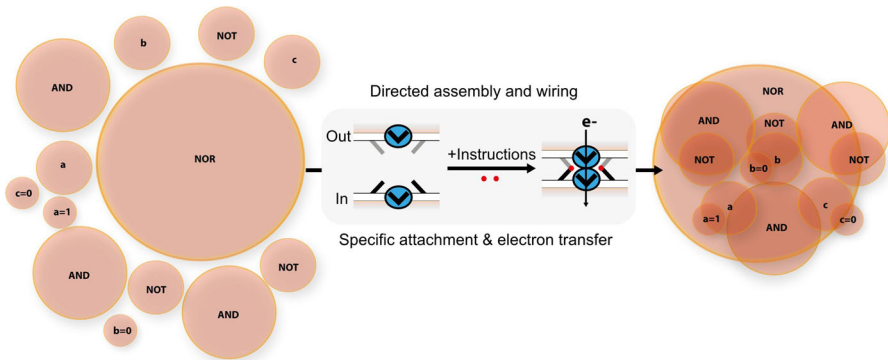 b
NOT
c
AND
NOR
a
c=0
a=1
AND
NOT
NOT
AND
b=0
Directed assembly and wiring
Out
e-
+Instructions
In
Specific attachment & electron transfer
NOR
AND
NOT
AND
NOT
b
b=0
NOT
a
a=1
c
c=0
AND